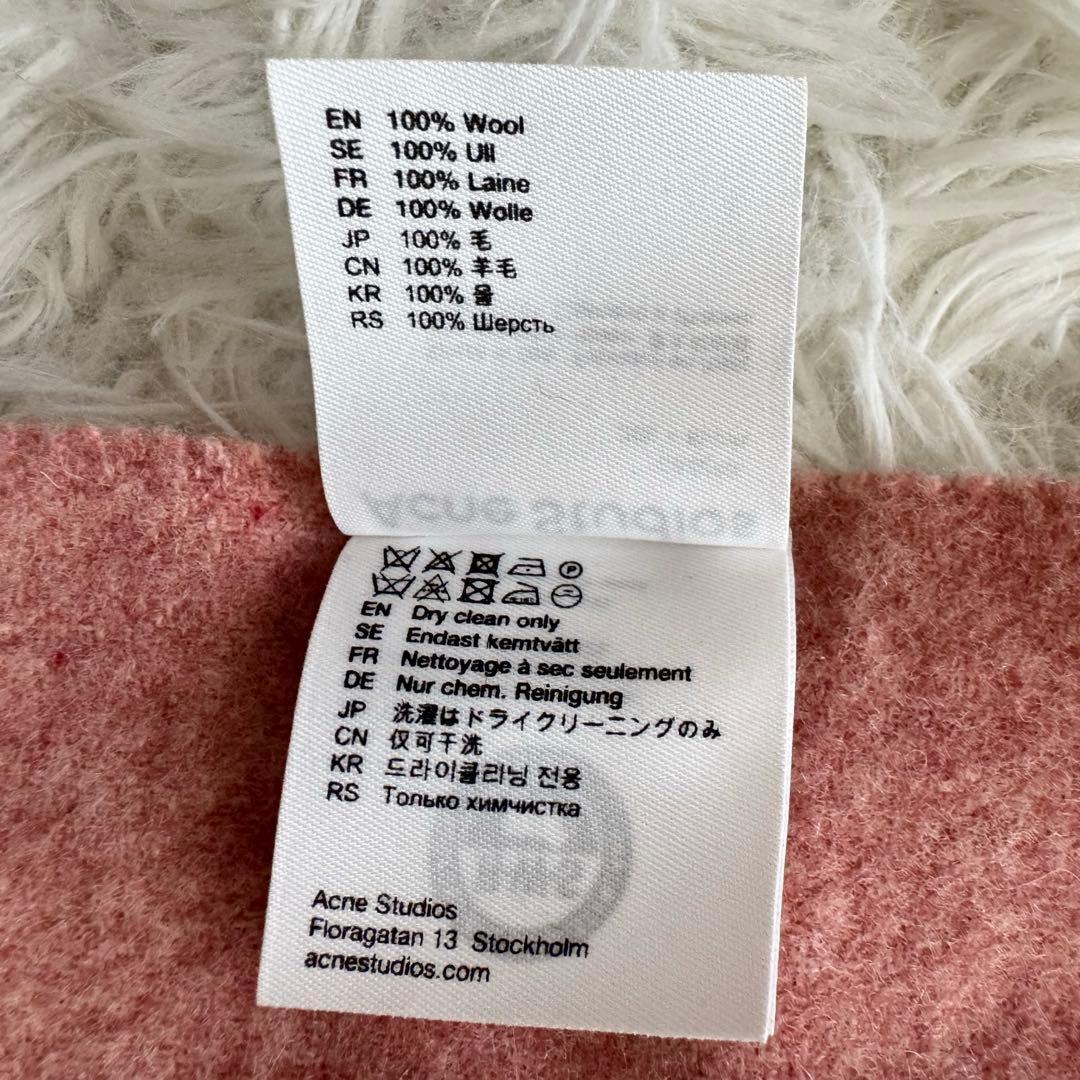 EN 100% Wool
SE 100% Ull
FR 100% Laine
DE 100% Wolle
JP 100% 毛
CN 100% 羊毛
KR 100% 울
RS 100% Шерсть
Acne Studios
P
EN Dry clean only
SE Endast kemtvätt
FR Nettoyage à sec seulement
DE Nur chem. Reinigung
JP 洗濯はドライクリーニングのみ
CN 仅可干洗
KR 드라이클리닝 전용
RS Только химчистка
Acne Studios
Floragatan 13 Stockholm
acnestudios.com